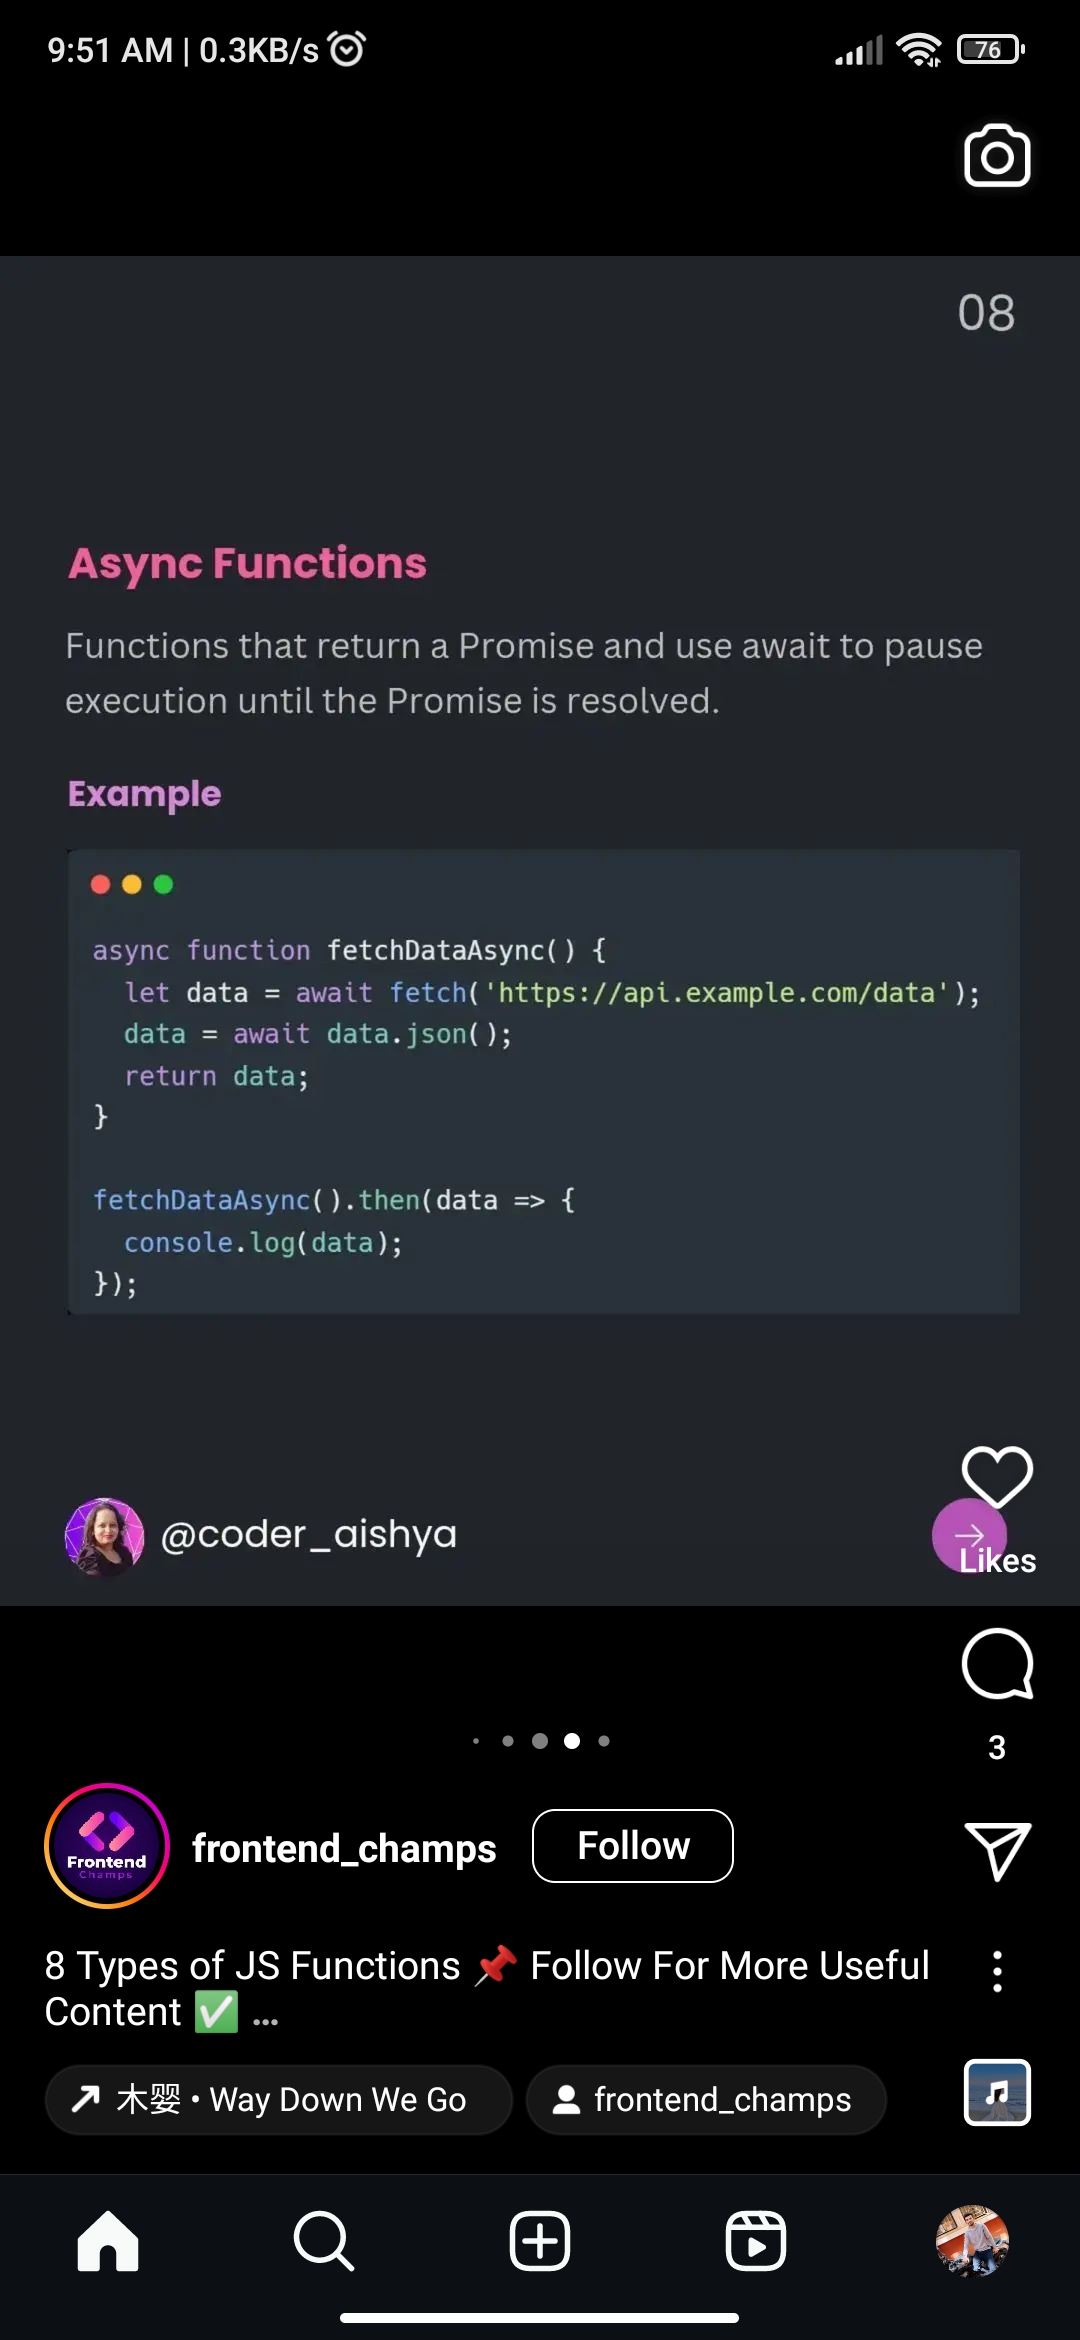 9:51 AM | 0.3KB/s
76
08
Async Functions
Functions that return a Promise and use await to pause
execution until the Promise is resolved.
Example
async function fetchDataAsync() {
  let data = await fetch('https://api.example.com/data');
  data = await data.json();
  return data;
}
fetchDataAsync().then(data => {
  console.log(data);
});
@coder_aishya
Likes
3
Frontend
Champs
frontend_champs
Follow
8 Types of JS Functions 📌 Follow For More Useful
Content ✅ ...
木婴 • Way Down We Go
frontend_champs